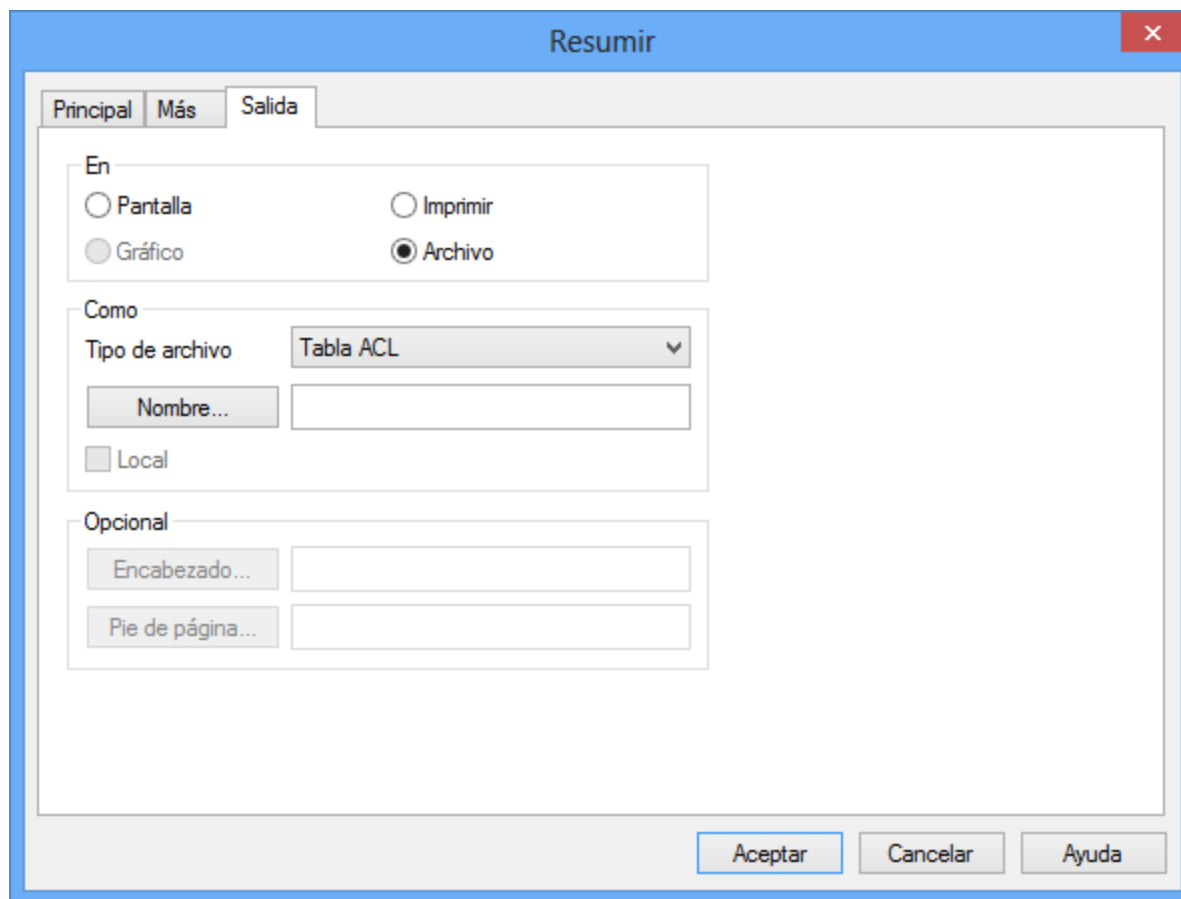 Resumir
Principal Más Salida
En
Pantalla Imprimir
Gráfico Archivo
Como
Tipo de archivo Tabla ACL
Nombre...
Local
Opcional
Encabezado...
Pie de página...
Aceptar Cancelar Ayuda